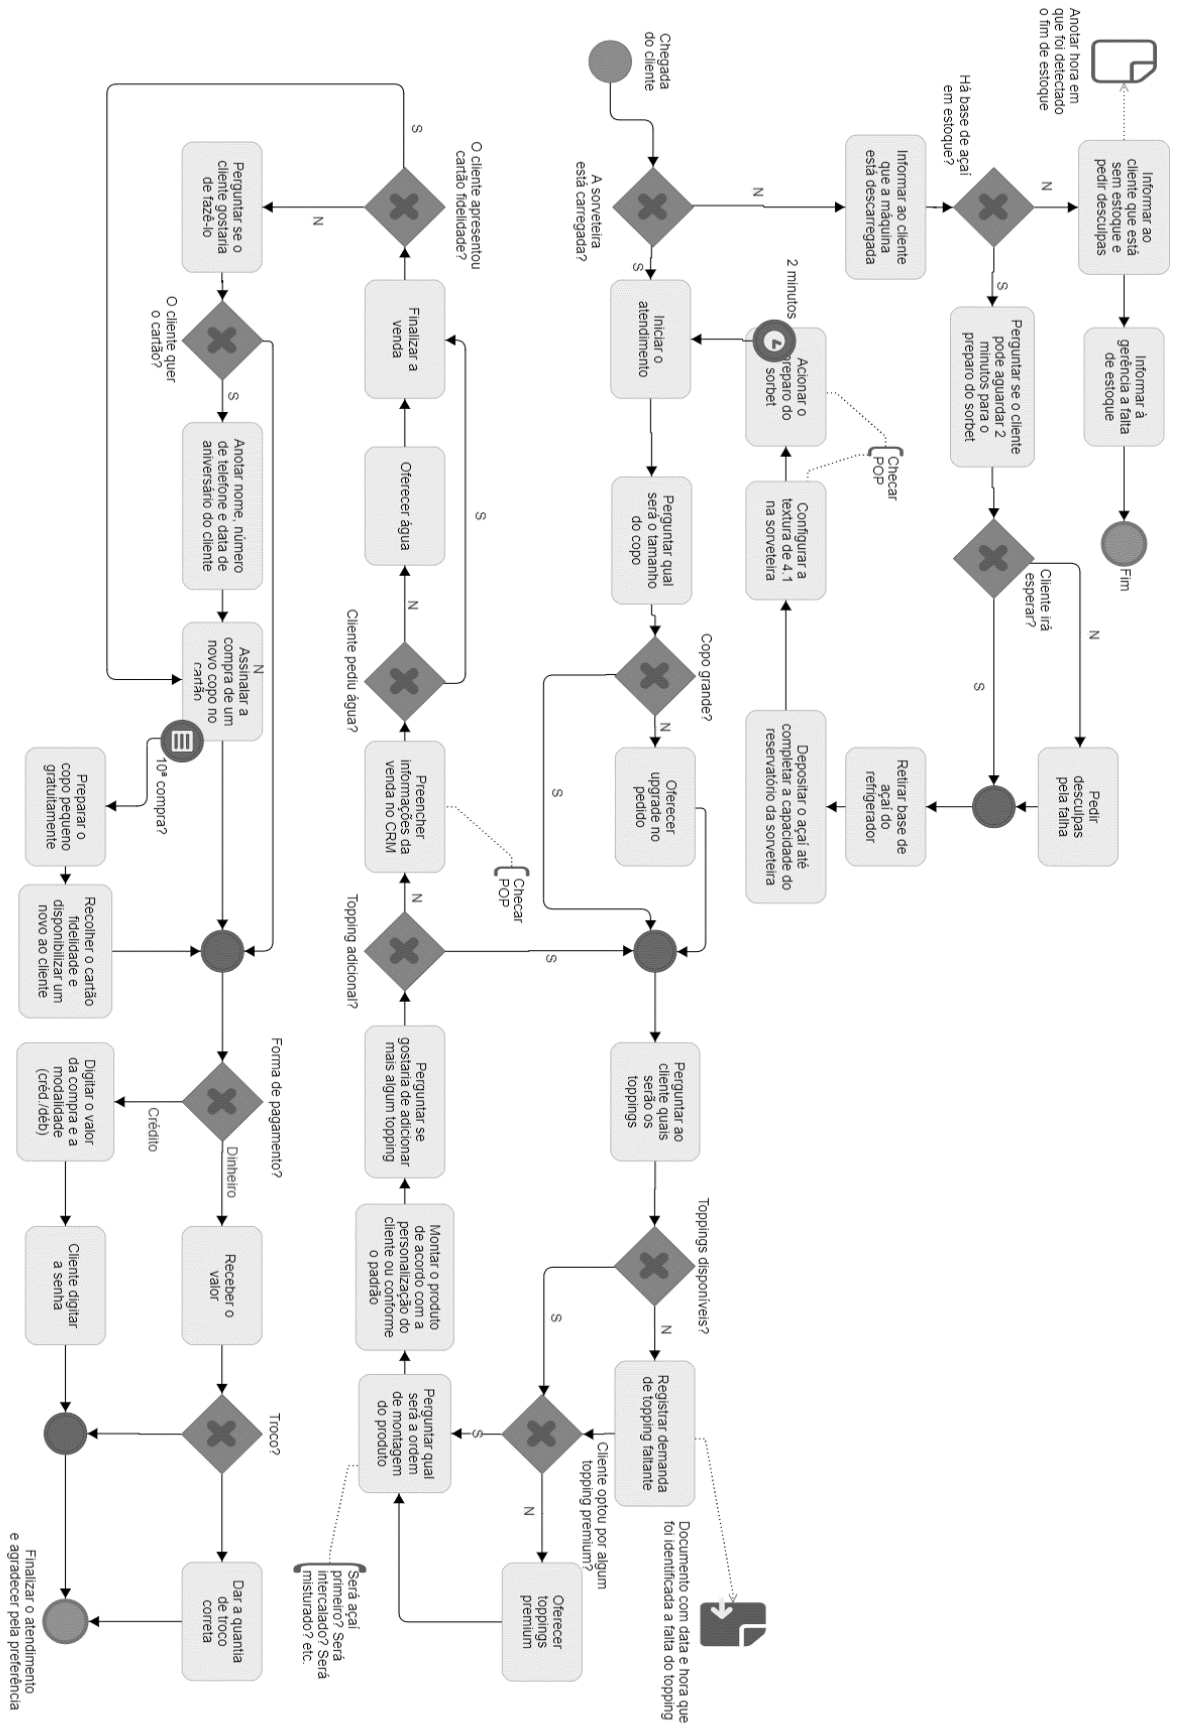 Anotar hora em
que foi detectado
o fim de estoque
Informar ao
cliente que está
sem estoque e
pedir desculpas
Informar à
gerência a falta
de estoque
Fim
N
Há base de açaí
em estoque?
S
Perguntar se o cliente
pode aguardar 2
minutos para o
preparo do sorbet
Cliente irá
esperar?
N
S
Pedir
desculpas
pela falha
Informar ao cliente
que a máquina
está descarregada
Retirar base de
açaí do
refrigerador
Depositar o açaí até
completar a capacidade do
reservatório da sorveteira
Configurar a
textura de 4.1
na sorveteira
Checar
POP
Acionar o
preparo do
sorbet
2 minutos
N
Chegada
do cliente
A sorveteira
está carregada?
S
Iniciar o
atendimento
Perguntar qual
será o tamanho
do copo
Copo grande?
N
Oferecer
upgrade no
pedido
S
Perguntar ao
cliente quais
serão os
toppings
Toppings disponíveis?
N
Registrar demanda
de topping faltante
Documento com data e hora que
foi identificada a falta do topping
S
Cliente optou por algum
topping premium?
N
Oferecer
toppings
premium
S
Perguntar qual
será a ordem
de montagem
do produto
Será açaí
primeiro? Será
intercalado? Será
misturado? etc.
Montar o produto
de acordo com a
personalização do
cliente ou conforme
o padrão
Perguntar se
gostaria de adicionar
mais algum topping
Topping adicional?
S
N
Preencher
informações da
venda no CRM
Checar
POP
Cliente pediu água?
N
S
Oferecer água
Finalizar a
venda
O cliente apresentou
cartão fidelidade?
S
N
Perguntar se o
cliente gostaria
de fazê-lo
O cliente quer
o cartão?
S
N
Anotar nome, número
de telefone e data de
aniversário do cliente
Assinalar a
compra de um
novo copo no
cartão
10ª compra?
Preparar o
copo pequeno
gratuitamente
Recolher o cartão
fidelidade e
disponibilizar um
novo ao cliente
Forma de pagamento?
Crédito
Dinheiro
Digitar o valor
da compra e a
modalidade
(créd./déb)
Cliente digitar
a senha
Receber o
valor
Troco?
Dar a quantia
de troco
correta
Finalizar o atendimento
e agradecer pela preferência